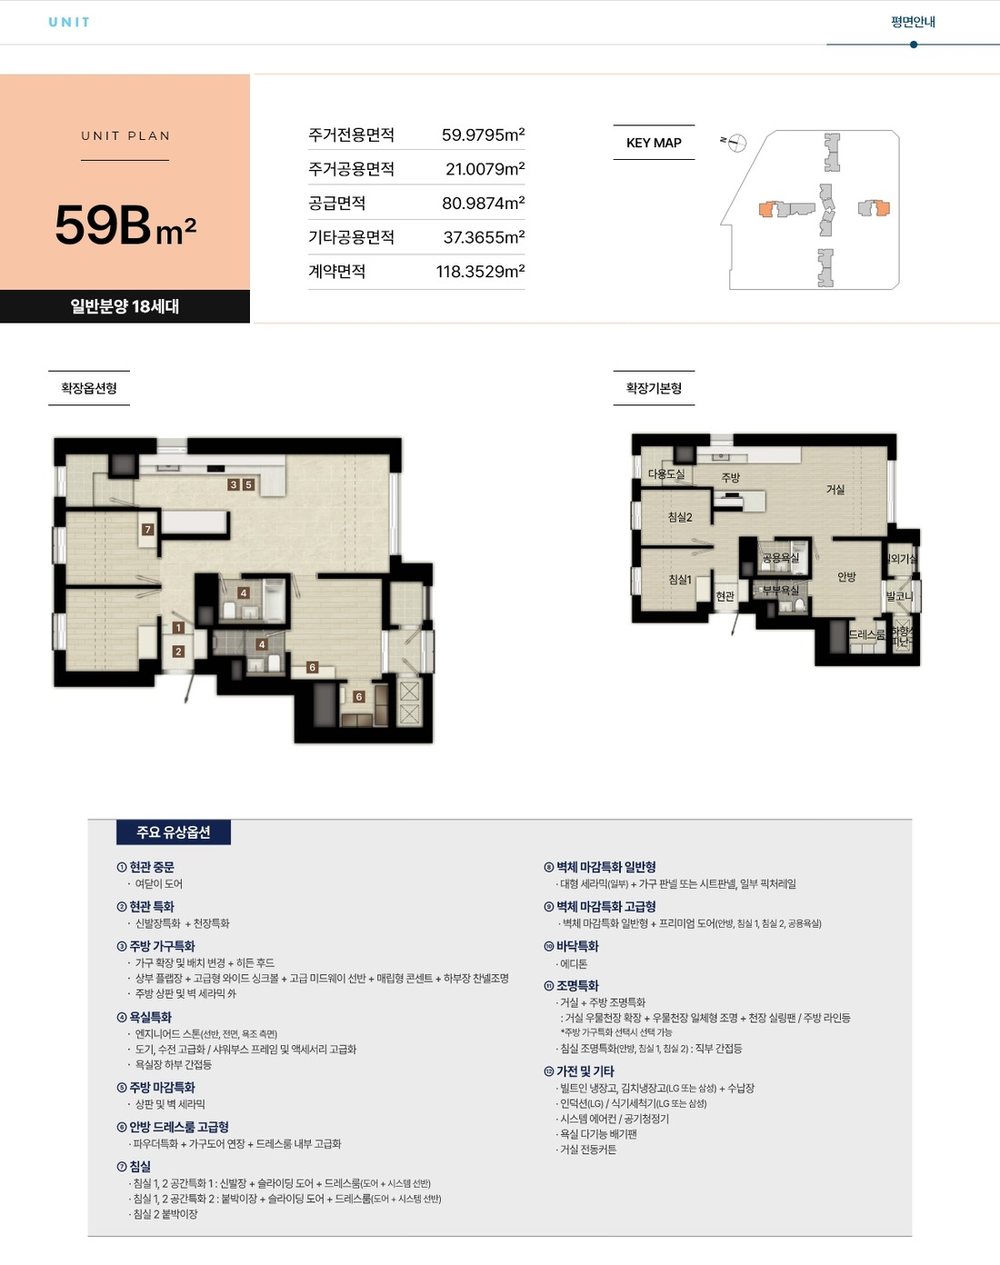 UNIT
평면안내
UNIT PLAN
59Bm²
일반분양 18세대
주거전용면적 59.9795m²
주거공용면적 21.0079m²
공급면적 80.9874m²
기타공용면적 37.3655m²
계약면적 118.3529m²
KEY MAP
N
확장옵션형
확장기본형
3 5
7
4
1
2
4
6
6
다용도실
주방
거실
침실2
공용욕실
실외기실
안방
침실1
부부욕실
현관
발코니
드레스룸
주요 유상옵션
① 현관 중문
· 여닫이 도어
② 현관 특화
· 신발장특화 + 천장특화
③ 주방 가구특화
· 가구 확장 및 배치 변경 + 히든 후드
· 상부 플랩장 + 고급형 와이드 싱크볼 + 고급 미드웨이 선반 + 매립형 콘센트 + 하부장 찬넬조명
· 주방 상판 및 벽 세라믹 外
④ 욕실특화
· 엔지니어드 스톤(선반, 전면, 욕조 측면)
· 도기, 수전 고급화 / 샤워부스 프레임 및 액세서리 고급화
· 욕실장 하부 간접등
⑤ 주방 마감특화
· 상판 및 벽 세라믹
⑥ 안방 드레스룸 고급형
· 파우더특화 + 가구도어 연장 + 드레스룸 내부 고급화
⑦ 침실
· 침실 1, 2 공간특화 1 : 신발장 + 슬라이딩 도어 + 드레스룸(도어 + 시스템 선반)
· 침실 1, 2 공간특화 2 : 붙박이장 + 슬라이딩 도어 + 드레스룸(도어 + 시스템 선반)
· 침실 2 붙박이장
⑧ 벽체 마감특화 일반형
· 대형 세라믹(일부) + 가구 판넬 또는 시트판넬, 일부 픽처레일
⑨ 벽체 마감특화 고급형
· 벽체 마감특화 일반형 + 프리미엄 도어(안방, 침실 1, 침실 2, 공용욕실)
⑩ 바닥특화
· 에디톤
⑪ 조명특화
· 거실 + 주방 조명특화
: 거실 우물천장 확장 + 우물천장 일체형 조명 + 천장 실링팬 / 주방 라인등
*주방 가구특화 선택시 선택 가능
· 침실 조명특화(안방, 침실 1, 침실 2) : 직부 간접등
⑫ 가전 및 기타
· 빌트인 냉장고, 김치냉장고(LG 또는 삼성) + 수납장
· 인덕션(LG) / 식기세척기(LG 또는 삼성)
· 시스템 에어컨 / 공기청정기
· 욕실 다기능 배기팬
· 거실 전동커튼